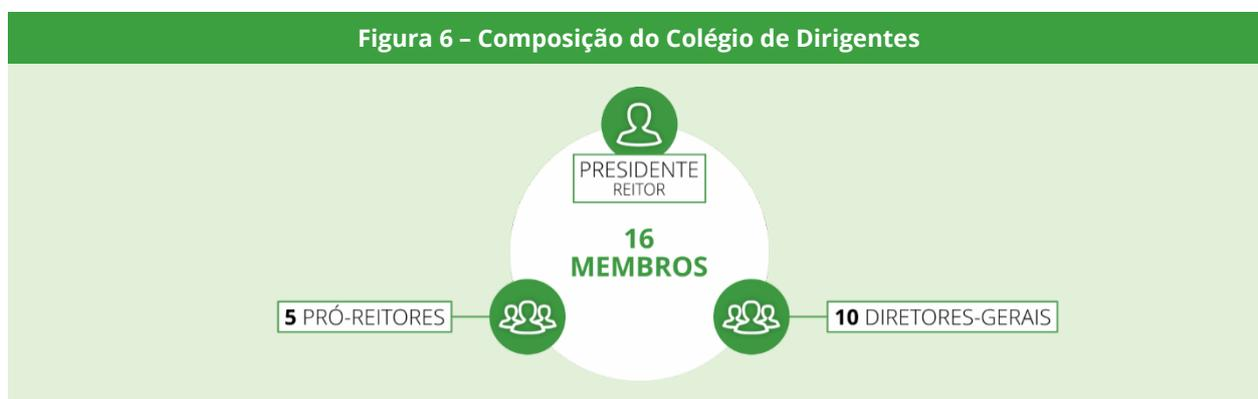 Figura 6 – Composição do Colégio de Dirigentes
PRESIDENTE
REITOR
16
MEMBROS
5 PRÓ-REITORES
10 DIRETORES-GERAIS